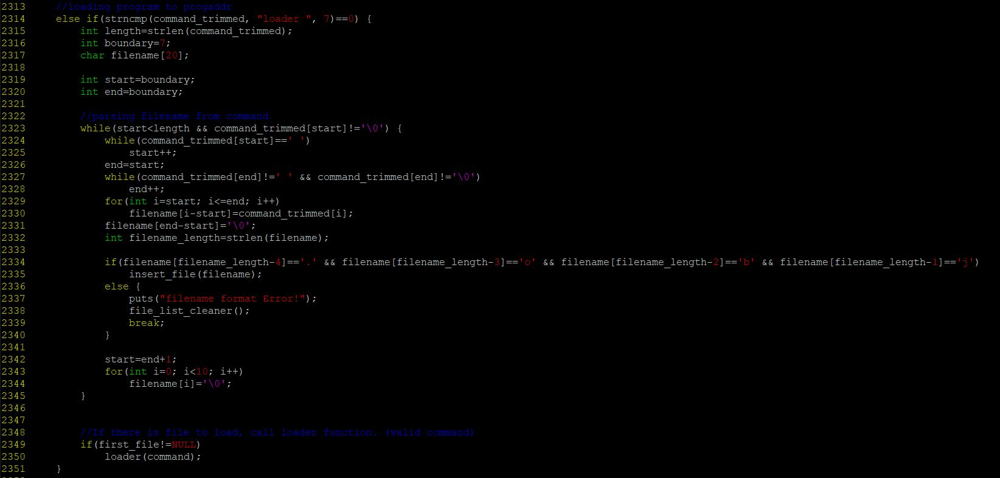 2313     //loading program to progaddr
2314     else if(strncmp(command_trimmed, "loader ", 7)==0) {
2315         int length=strlen(command_trimmed);
2316         int boundary=7;
2317         char filename[20];
2318
2319         int start=boundary;
2320         int end=boundary;
2321
2322         //parsing filename from command
2323         while(start<length && command_trimmed[start]!='\0') {
2324             while(command_trimmed[start]==' ')
2325                 start++;
2326             end=start;
2327             while(command_trimmed[end]!=' ' && command_trimmed[end]!='\0')
2328                 end++;
2329             for(int i=start; i<=end; i++)
2330                 filename[i-start]=command_trimmed[i];
2331             filename[end-start]='\0';
2332             int filename_length=strlen(filename);
2333
2334             if(filename[filename_length-4]=='.' && filename[filename_length-3]=='o' && filename[filename_length-2]=='b' && filename[filename_length-1]=='j')
2335                 insert_file(filename);
2336             else {
2337                 puts("filename format Error!");
2338                 file_list_cleaner();
2339                 break;
2340             }
2341
2342             start=end+1;
2343             for(int i=0; i<10; i++)
2344                 filename[i]='\0';
2345         }
2346
2347
2348         //If there is file to load, call loader function. (valid command)
2349         if(first_file!=NULL)
2350             loader(command);
2351     }